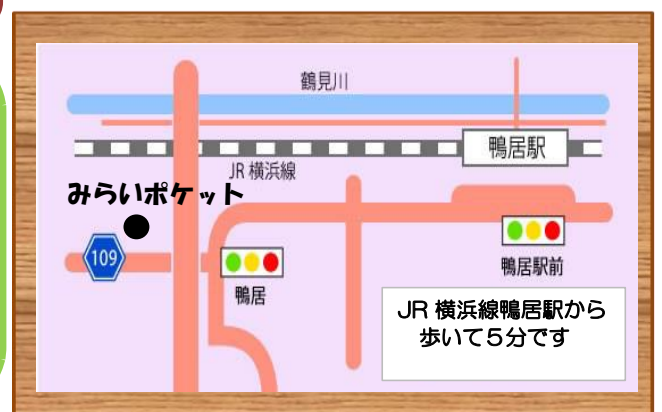 鶴見川
鴨居駅
JR 横浜線
みらいポケット
109
鴨居
鴨居駅前
JR 横浜線鴨居駅から
歩いて5分です